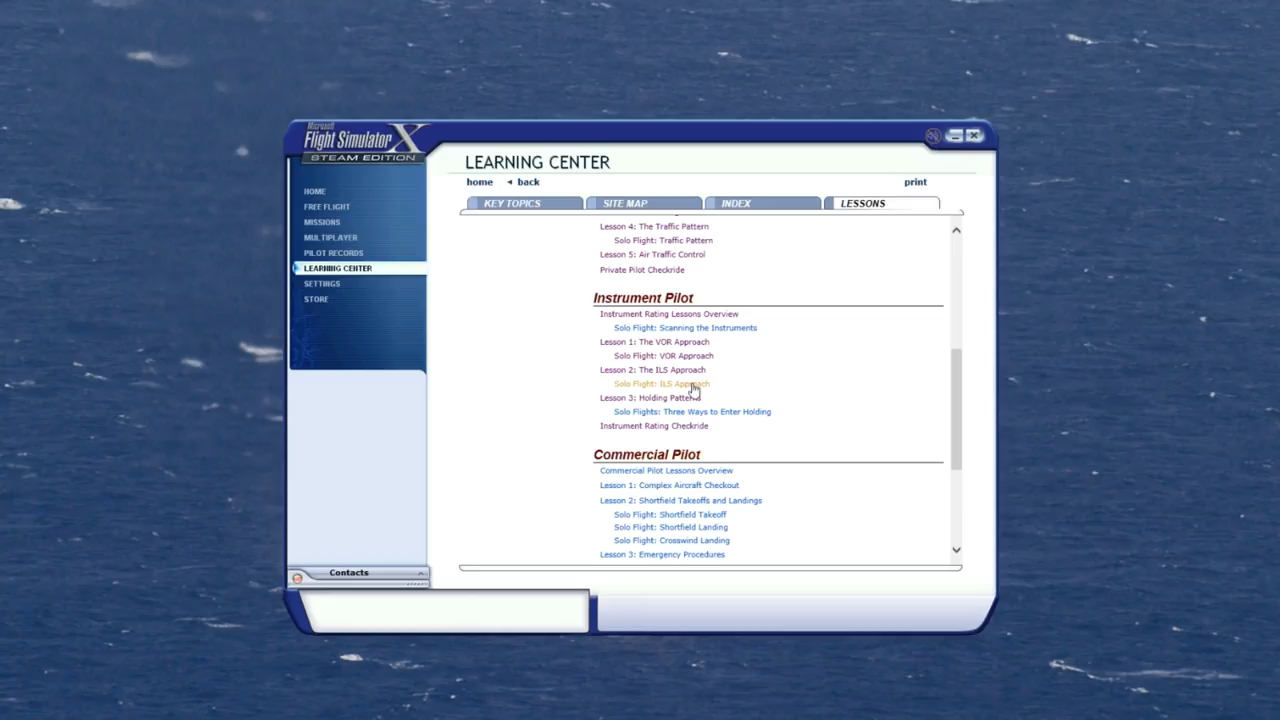 Microsoft
Flight Simulator X
STEAM EDITION
LEARNING CENTER
home
back
print
KEY TOPICS
SITE MAP
INDEX
LESSONS
HOME
FREE FLIGHT
MISSIONS
MULTIPLAYER
PILOT RECORDS
LEARNING CENTER
SETTINGS
STORE
Lesson 4: The Traffic Pattern
Solo Flight: Traffic Pattern
Lesson 5: Air Traffic Control
Private Pilot Checkride
Instrument Pilot
Instrument Rating Lessons Overview
Solo Flight: Scanning the Instruments
Lesson 1: The VOR Approach
Solo Flight: VOR Approach
Lesson 2: The ILS Approach
Solo Flight: ILS Approach
Lesson 3: Holding Patterns
Solo Flights: Three Ways to Enter Holding
Instrument Rating Checkride
Commercial Pilot
Commercial Pilot Lessons Overview
Lesson 1: Complex Aircraft Checkout
Lesson 2: Shortfield Takeoffs and Landings
Solo Flight: Shortfield Takeoff
Solo Flight: Shortfield Landing
Solo Flight: Crosswind Landing
Lesson 3: Emergency Procedures
Contacts